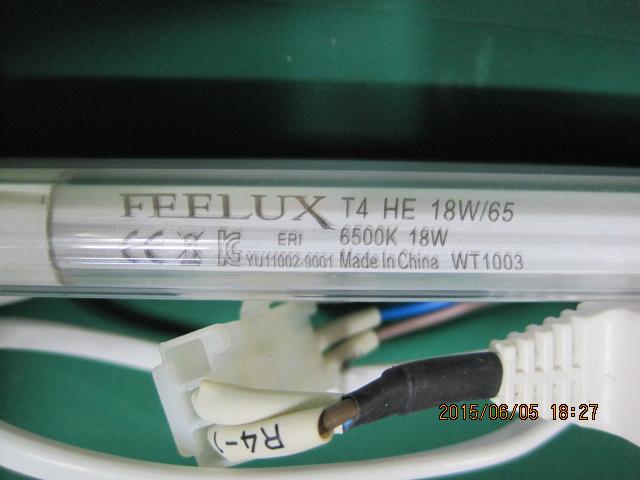 FEELUX T4 HE 18W/65
CE ERI 6500K 18W
YU11002-9001 Made In China WT1003
R4-
2015/06/05 18:27